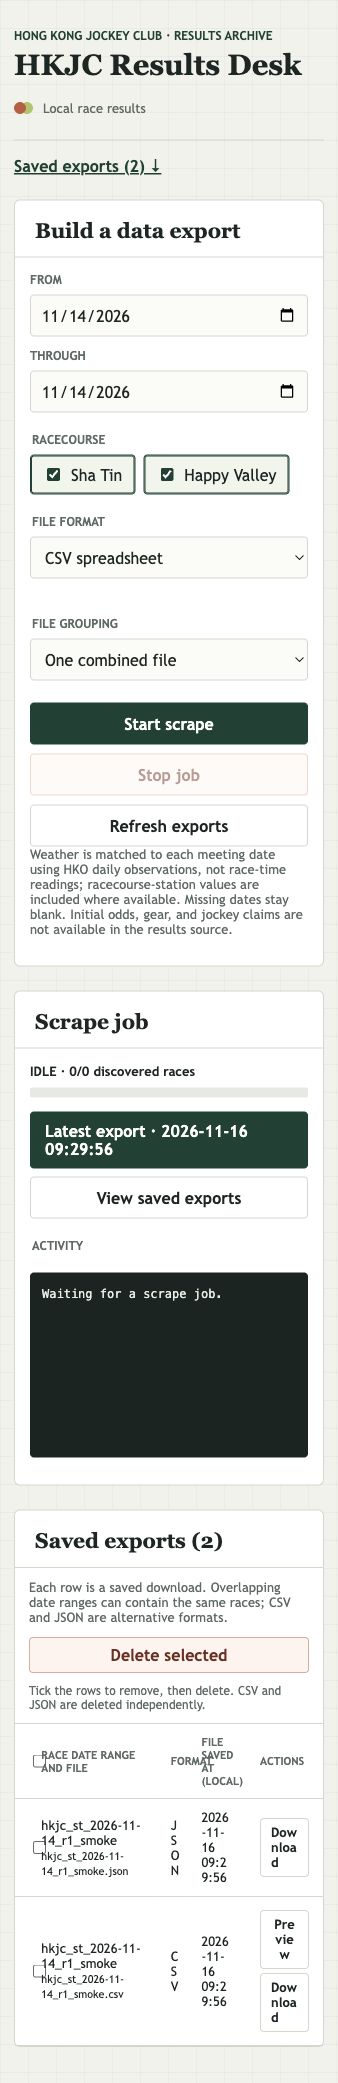 HONG KONG JOCKEY CLUB · RESULTS ARCHIVE
HKJC Results Desk
Local race results
Saved exports (2) ↓
Build a data export
FROM
11/14/2026
THROUGH
11/14/2026
RACECOURSE
Sha Tin
Happy Valley
FILE FORMAT
CSV spreadsheet
FILE GROUPING
One combined file
Start scrape
Stop job
Refresh exports
Weather is matched to each meeting date
using HKO daily observations, not race-time
readings; racecourse-station values are
included where available. Missing dates stay
blank. Initial odds, gear, and jockey claims are
not available in the results source.
Scrape job
IDLE · 0/0 discovered races
Latest export · 2026-11-16
09:29:56
View saved exports
ACTIVITY
Waiting for a scrape job.
Saved exports (2)
Each row is a saved download. Overlapping
date ranges can contain the same races; CSV
and JSON are alternative formats.
Delete selected
Tick the rows to remove, then delete. CSV and
JSON are deleted independently.
RACE DATE RANGE
AND FILE
FORMAT
FILE
SAVED
AT
(LOCAL)
ACTIONS
hkjc_st_2026-11-
14_r1_smoke
hkjc_st_2026-11-
14_r1_smoke.json
J
S
O
N
2026
-11-
16
09:2
9:56
Dow
nloa
d
hkjc_st_2026-11-
14_r1_smoke
hkjc_st_2026-11-
14_r1_smoke.csv
C
S
V
2026
-11-
16
09:2
9:56
Pre
vie
w
Dow
nloa
d